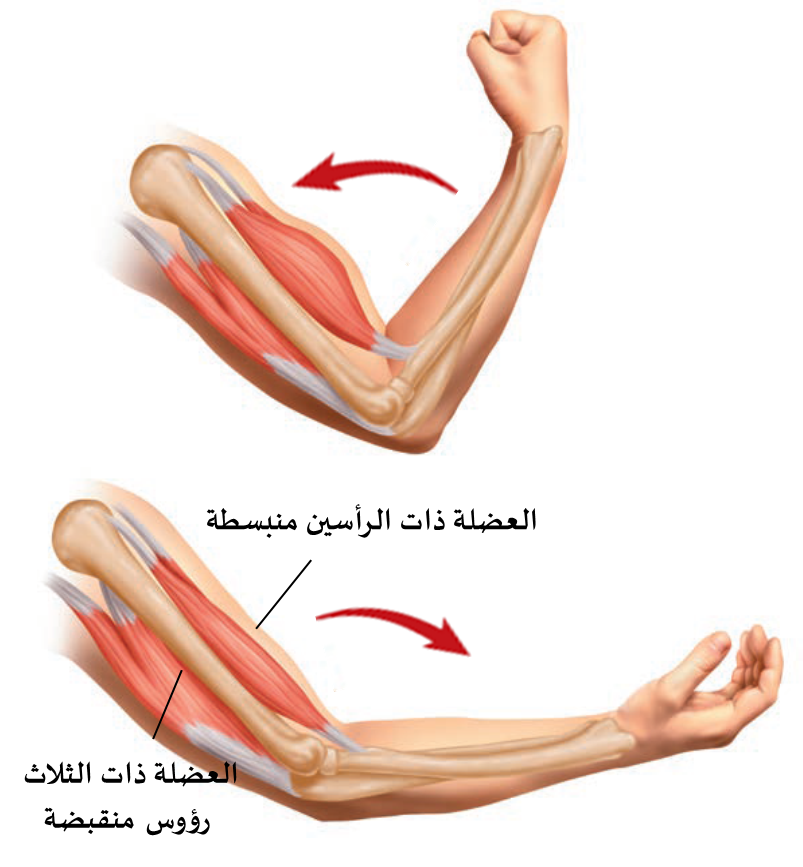 العضلة ذات الرأسين منبسطة
العضلة ذات الثلاث
رؤوس منقبضة